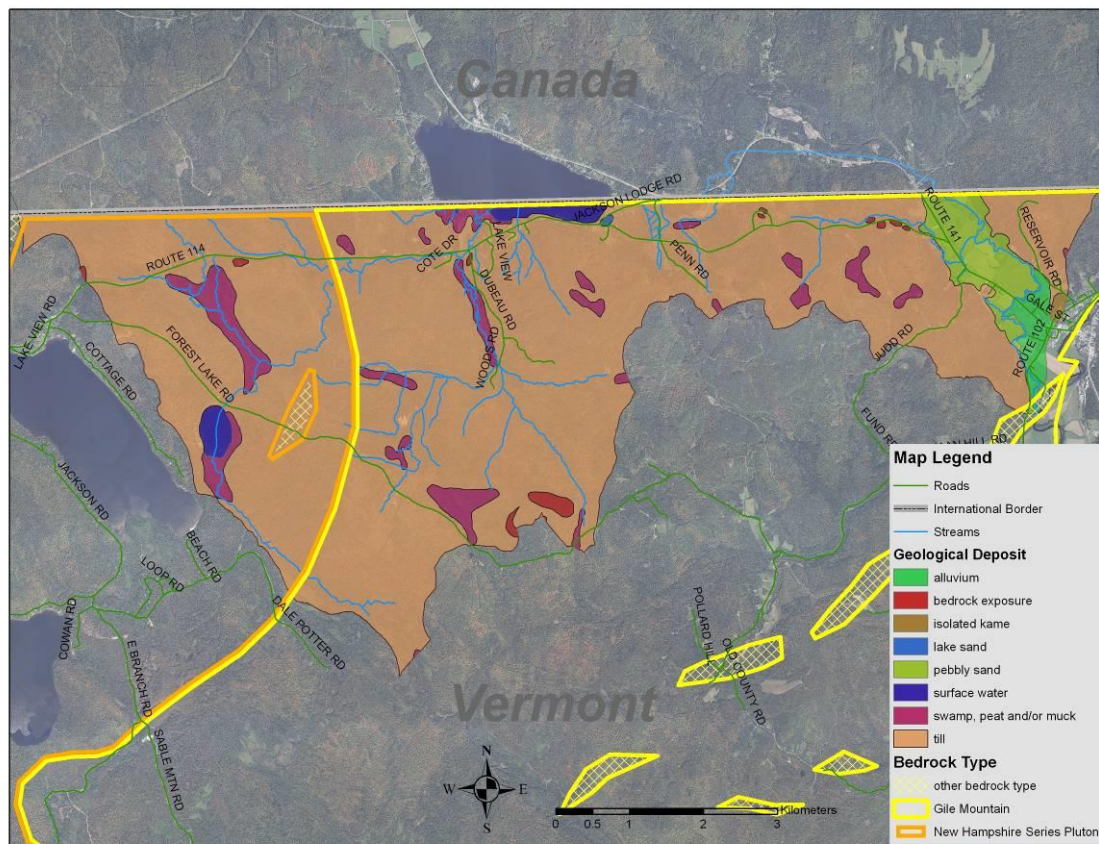 Canada
JACKSON LODGE RD
ROUTE 141
RESERVOIR RD
ROUTE 114
COTE DR
AKE VIEW
PENN RD
DUBEAU RD
LAKE VIEW RD
GALE ST
COTTAGE RD
FOREST LAKE RD
WOODS RD
JUDD RD
ROUTE 102
FUND RD
AN HILL RD
JACKSON RD
BEACH RD
LOOP RD
COWAN RD
DALE POTTER RD
E BRANCH RD
SABLE MTN RD
POLLARD HILL
OLD COUNTY RD
Vermont
N
W
E
S
Kilometers
0 0.5 1 2 3
Map Legend
Roads
International Border
Streams
Geological Deposit
alluvium
bedrock exposure
isolated kame
lake sand
pebbly sand
surface water
swamp, peat and/or muck
till
Bedrock Type
other bedrock type
Gile Mountain
New Hampshire Series Pluton